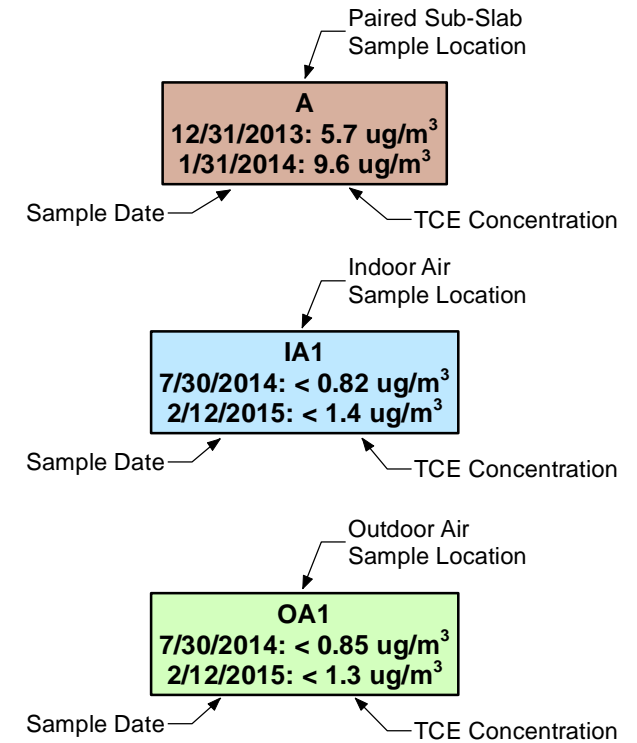 Paired Sub-Slab
Sample Location
A
12/31/2013: 5.7 ug/m³
1/31/2014: 9.6 ug/m³
Sample Date
TCE Concentration
Indoor Air
Sample Location
IA1
7/30/2014: < 0.82 ug/m³
2/12/2015: < 1.4 ug/m³
Sample Date
TCE Concentration
Outdoor Air
Sample Location
OA1
7/30/2014: < 0.85 ug/m³
2/12/2015: < 1.3 ug/m³
Sample Date
TCE Concentration